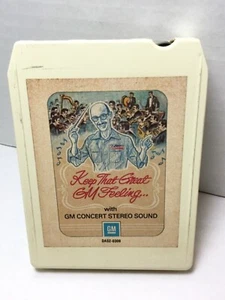 Keep That Great
GM Feeling...
with
GM CONCERT STEREO SOUND
GM